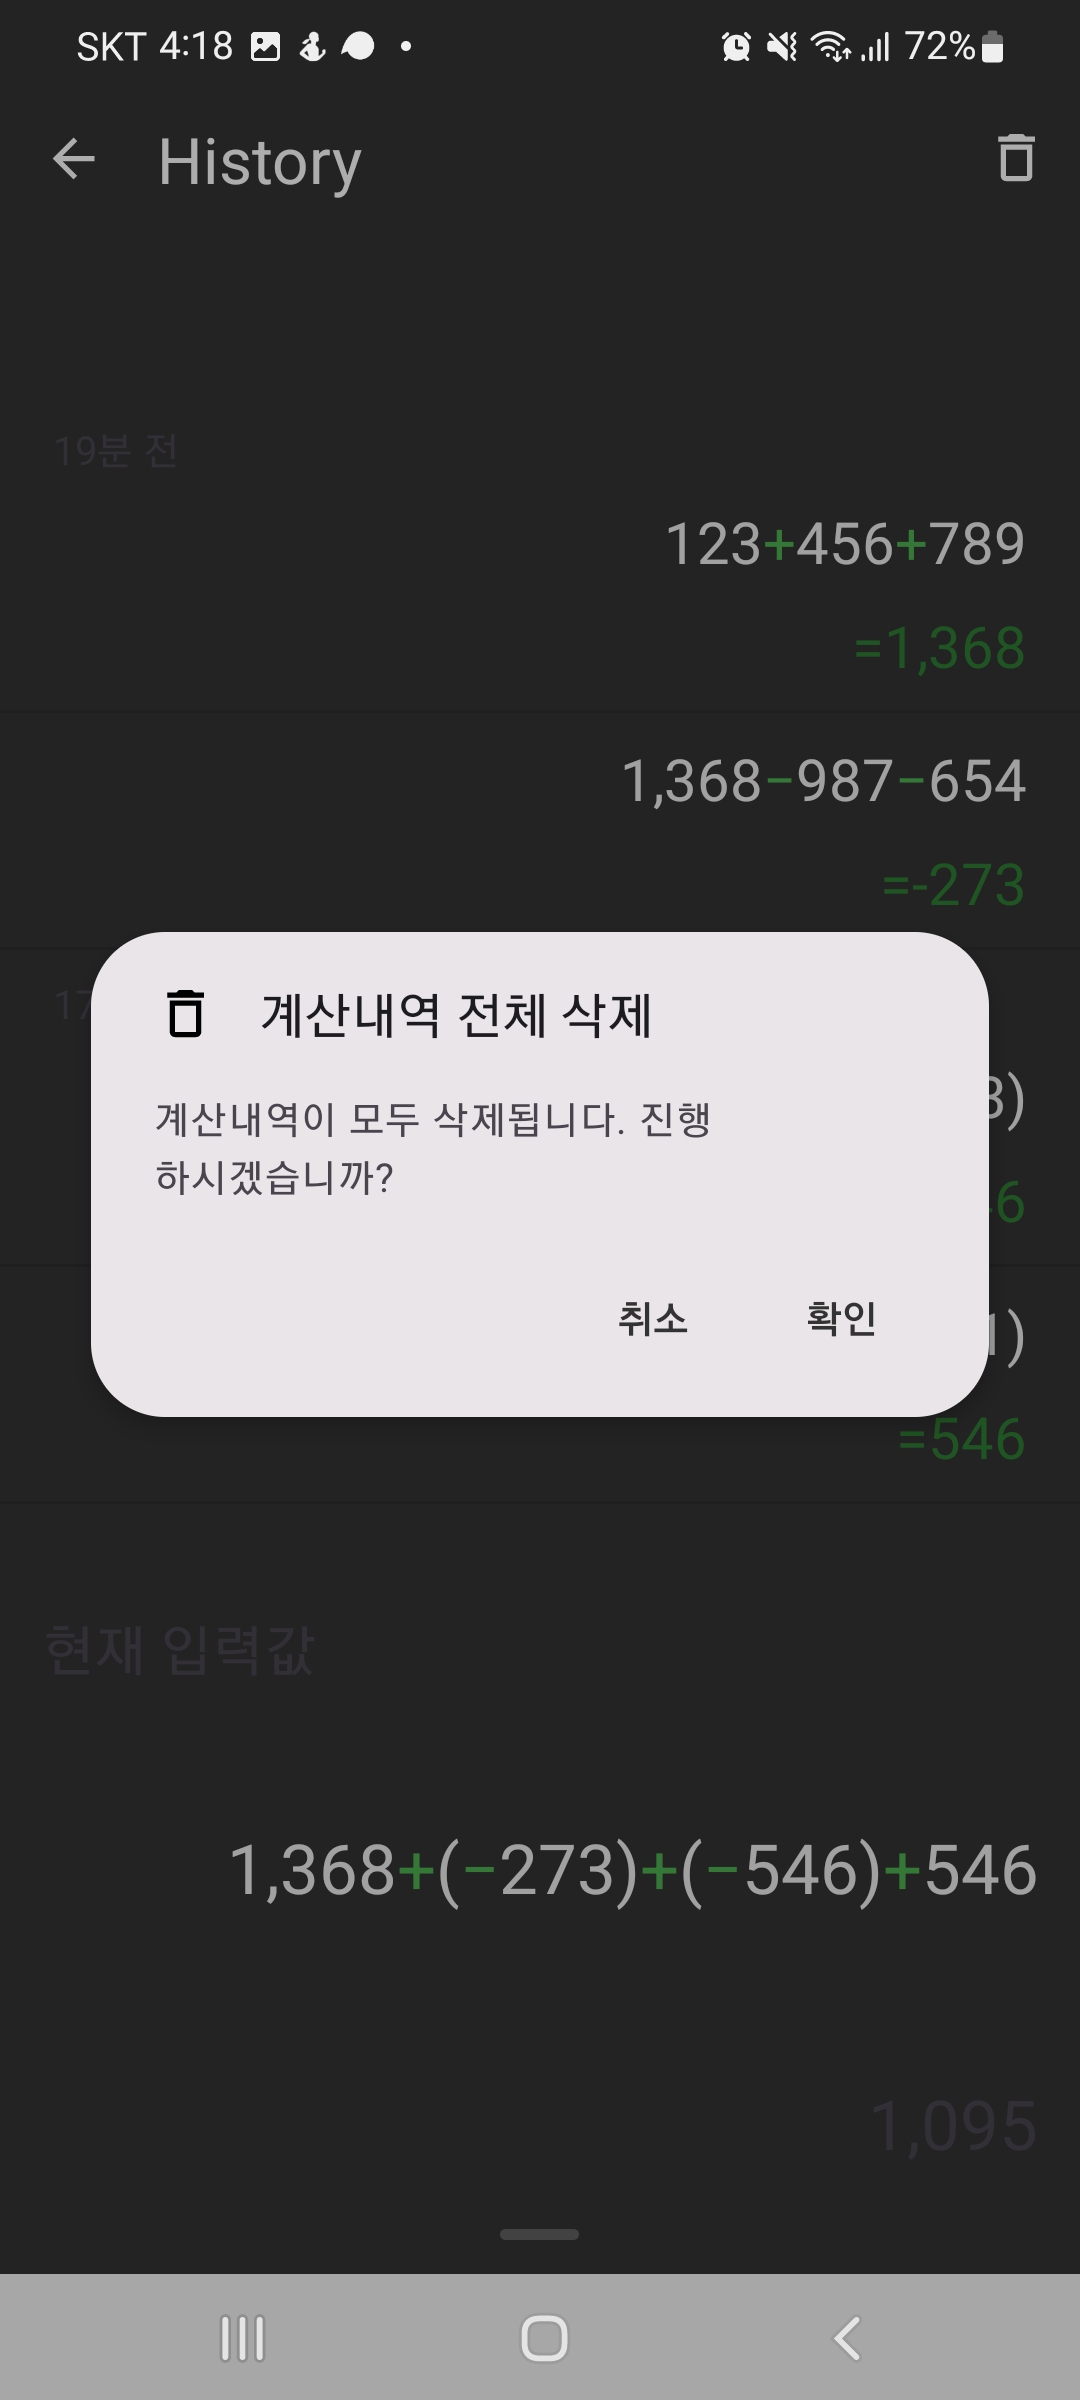 SKT 4:18
72%
History
19분 전
123+456+789
=1,368
1,368−987−654
=-273
17
계산내역 전체 삭제
계산내역이 모두 삭제됩니다. 진행
하시겠습니까?
취소 확인
3)
6
1)
=546
현재 입력값
1,368+(−273)+(−546)+546
1,095